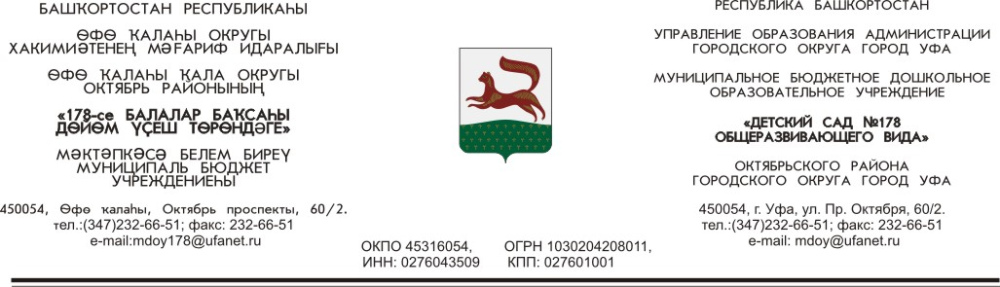 БАШҠОРТОСТАН РЕСПУБЛИКАҺЫ
ӨФӨ ҠАЛАҺЫ ОКРУГЫ
ХАКИМИӘТЕНЕҢ МӘҒАРИФ ИДАРАЛЫҒЫ
ӨФӨ ҠАЛАҺЫ ҠАЛА ОКРУГЫ
ОКТЯБРЬ РАЙОНЫНЫҢ
«178-се БАЛАЛАР БАҠСАҺЫ
ДӨЙӨМ ҮҪЕШ ТӨРӨНДӘГЕ»
МӘКТӘПКӘСӘ БЕЛЕМ БИРЕҮ
МУНИЦИПАЛЬ БЮДЖЕТ
УЧРЕЖДЕНИЕҺЫ
450054, Өфө ҡалаһы, Октябрь проспекты, 60/2.
тел.:(347)232-66-51; факс: 232-66-51
e-mail:mdoy178@ufanet.ru
ОКПО 45316054, ОГРН 1030204208011,
ИНН: 0276043509 КПП: 027601001
РЕСПУБЛИКА БАШКОРТОСТАН
УПРАВЛЕНИЕ ОБРАЗОВАНИЯ АДМИНИСТРАЦИИ
ГОРОДСКОГО ОКРУГА ГОРОД УФА
МУНИЦИПАЛЬНОЕ БЮДЖЕТНОЕ ДОШКОЛЬНОЕ
ОБРАЗОВАТЕЛЬНОЕ УЧРЕЖДЕНИЕ
«ДЕТСКИЙ САД №178
ОБЩЕРАЗВИВАЮЩЕГО ВИДА»
ОКТЯБРЬСКОГО РАЙОНА
ГОРОДСКОГО ОКРУГА ГОРОД УФА
450054, г. Уфа, ул. Пр. Октября, 60/2.
тел.:(347)232-66-51; факс: 232-66-51
e-mail: mdoy@ufanet.ru